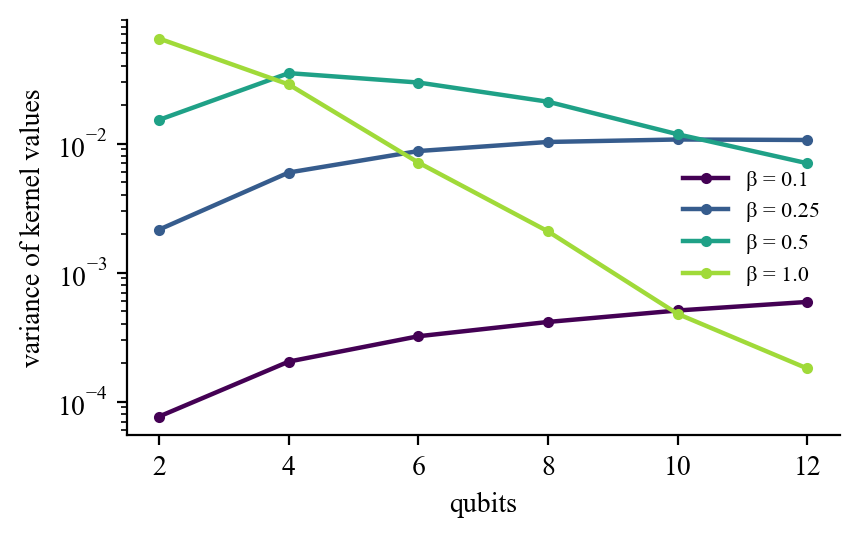 variance of kernel values
10⁻²
10⁻³
10⁻⁴
β = 0.1
β = 0.25
β = 0.5
β = 1.0
2 4 6 8 10 12
qubits